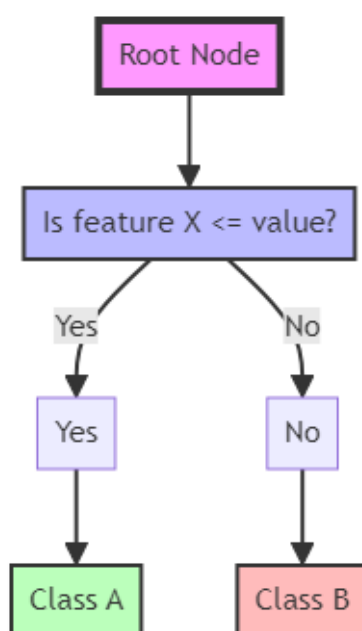 Root Node
Is feature X <= value?
Yes
No
Yes
No
Class A
Class B